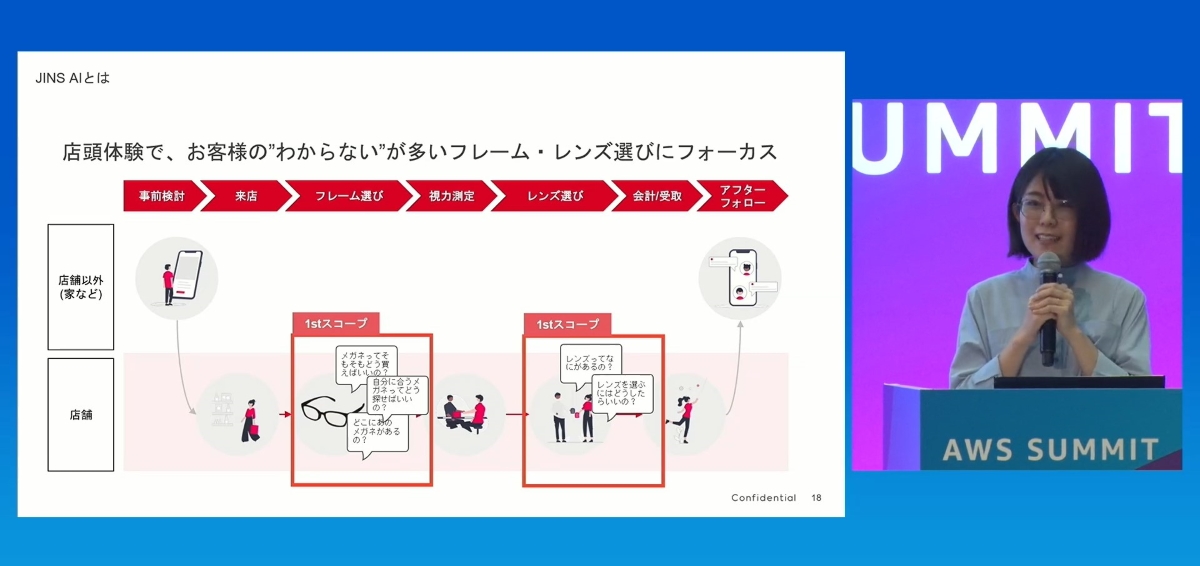 JINS AIとは
店頭体験で、お客様の”わからない”が多いフレーム・レンズ選びにフォーカス
事前検討
来店
フレーム選び
視力測定
レンズ選び
会計/受取
アフター
フォロー
店舗以外
(家など)
1stスコープ
1stスコープ
店舗
メガネってそ
もそもどう買
えばいいの？
自分に合うメ
ガネってどう
探せばいい
の？
どこにあの
メガネがある
の？
レンズってな
にがあるの？
レンズを選ぶ
にはどうした
らいいの？
Confidential 18
UMMIT
AWS SUMMIT